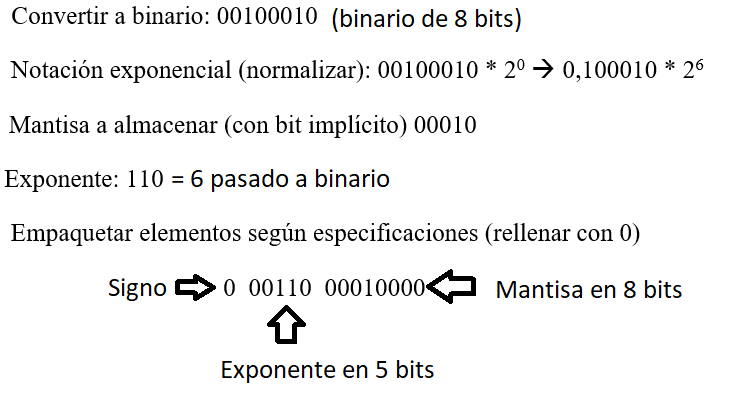 Convertir a binario: 00100010 (binario de 8 bits)
Notación exponencial (normalizar): 00100010 * 2⁰ → 0,100010 * 2⁶
Mantisa a almacenar (con bit implícito) 00010
Exponente: 110 = 6 pasado a binario
Empaquetar elementos según especificaciones (rellenar con 0)
Signo 0 00110 00010000 Mantisa en 8 bits
Exponente en 5 bits